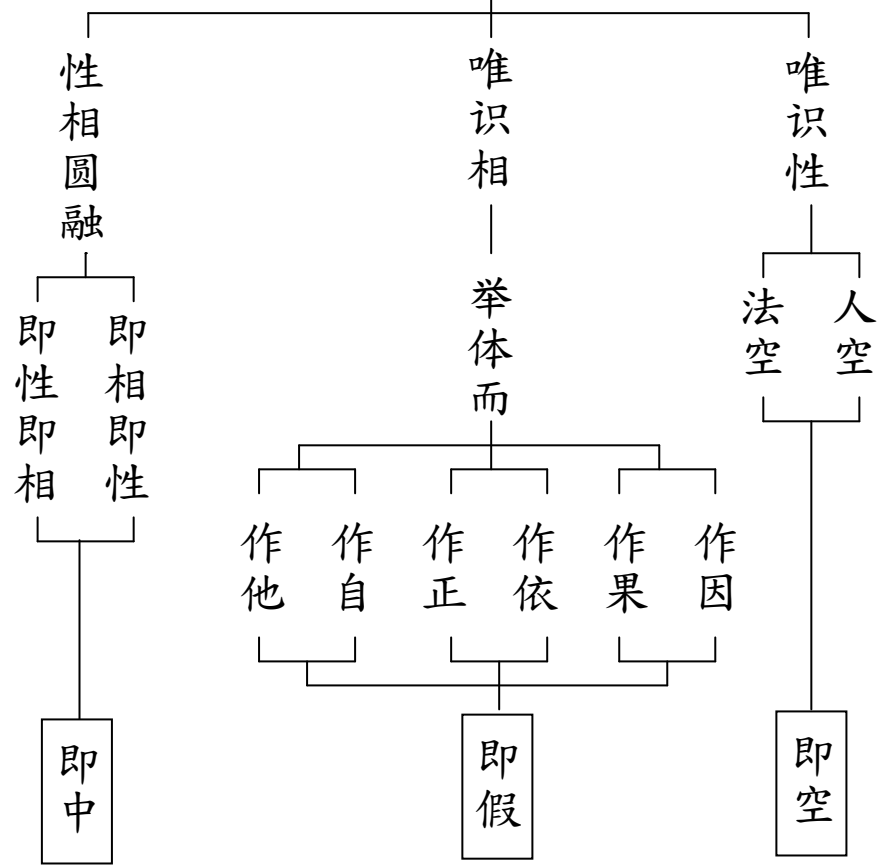 唯识性
人空
法空
即空
唯识相
举体而
作因
作果
作依
作正
作自
作他
即假
性相圆融
即相即性
即性即相
即中